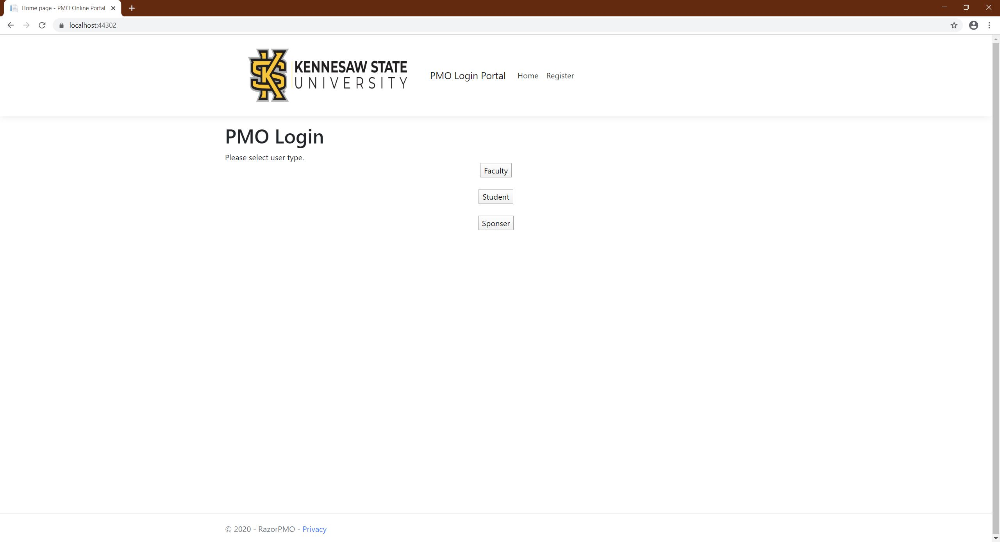 Home page - PMO Online Portal
localhost:44302
KS
KENNESAW STATE
UNIVERSITY
PMO Login Portal Home Register
PMO Login
Please select user type.
Faculty
Student
Sponser
© 2020 - RazorPMO - Privacy